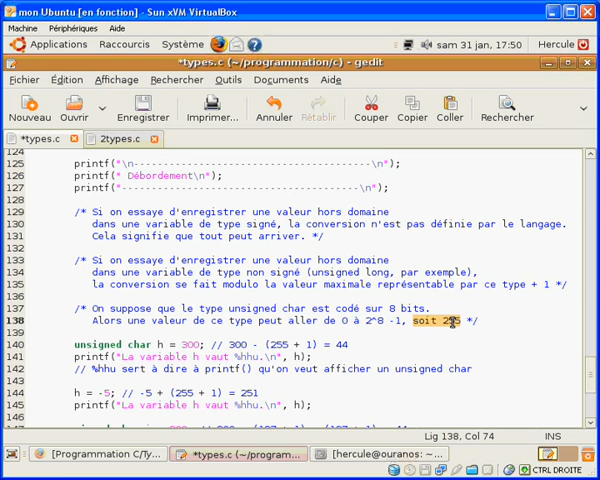 mon Ubuntu [en fonction] - Sun xVM VirtualBox
Machine Périphériques Aide
Applications Raccourcis Système sam 31 jan, 17:50 Hercule
*types.c (~/programmation/c) - gedit
Fichier Édition Affichage Rechercher Outils Documents Aide
Nouveau Ouvrir Enregistrer Imprimer... Annuler Rétablir Couper Copier Coller Rechercher
*types.c 2types.c
124
125 printf("\n----------------------------------------\n");
126 printf(" Débordement\n");
127 printf("----------------------------------------\n");
128
129 /* Si on essaye d'enregistrer une valeur hors domaine
130 dans une variable de type signé, la conversion n'est pas définie par le langage.
131 Cela signifie que tout peut arriver. */
132
133 /* Si on essaye d'enregistrer une valeur hors domaine
134 dans une variable de type non signé (unsigned long, par exemple),
135 la conversion se fait modulo la valeur maximale représentable par ce type + 1 */
136
137 /* On suppose que le type unsigned char est codé sur 8 bits.
138 Alors une valeur de ce type peut aller de 0 à 2^8 -1, soit 255 */
139
140 unsigned char h = 300; // 300 - (255 + 1) = 44
141 printf("La variable h vaut %hhu.\n", h);
142 // %hhu sert à dire à printf() qu'on veut afficher un unsigned char
143
144 h = -5; // -5 + (255 + 1) = 251
145 printf("La variable h vaut %hhu.\n", h);
146
Lig 138, Col 74 INS
[Programmation C/Ty... *types.c (~/program... [hercule@ouranos: ~...
CTRL DROITE